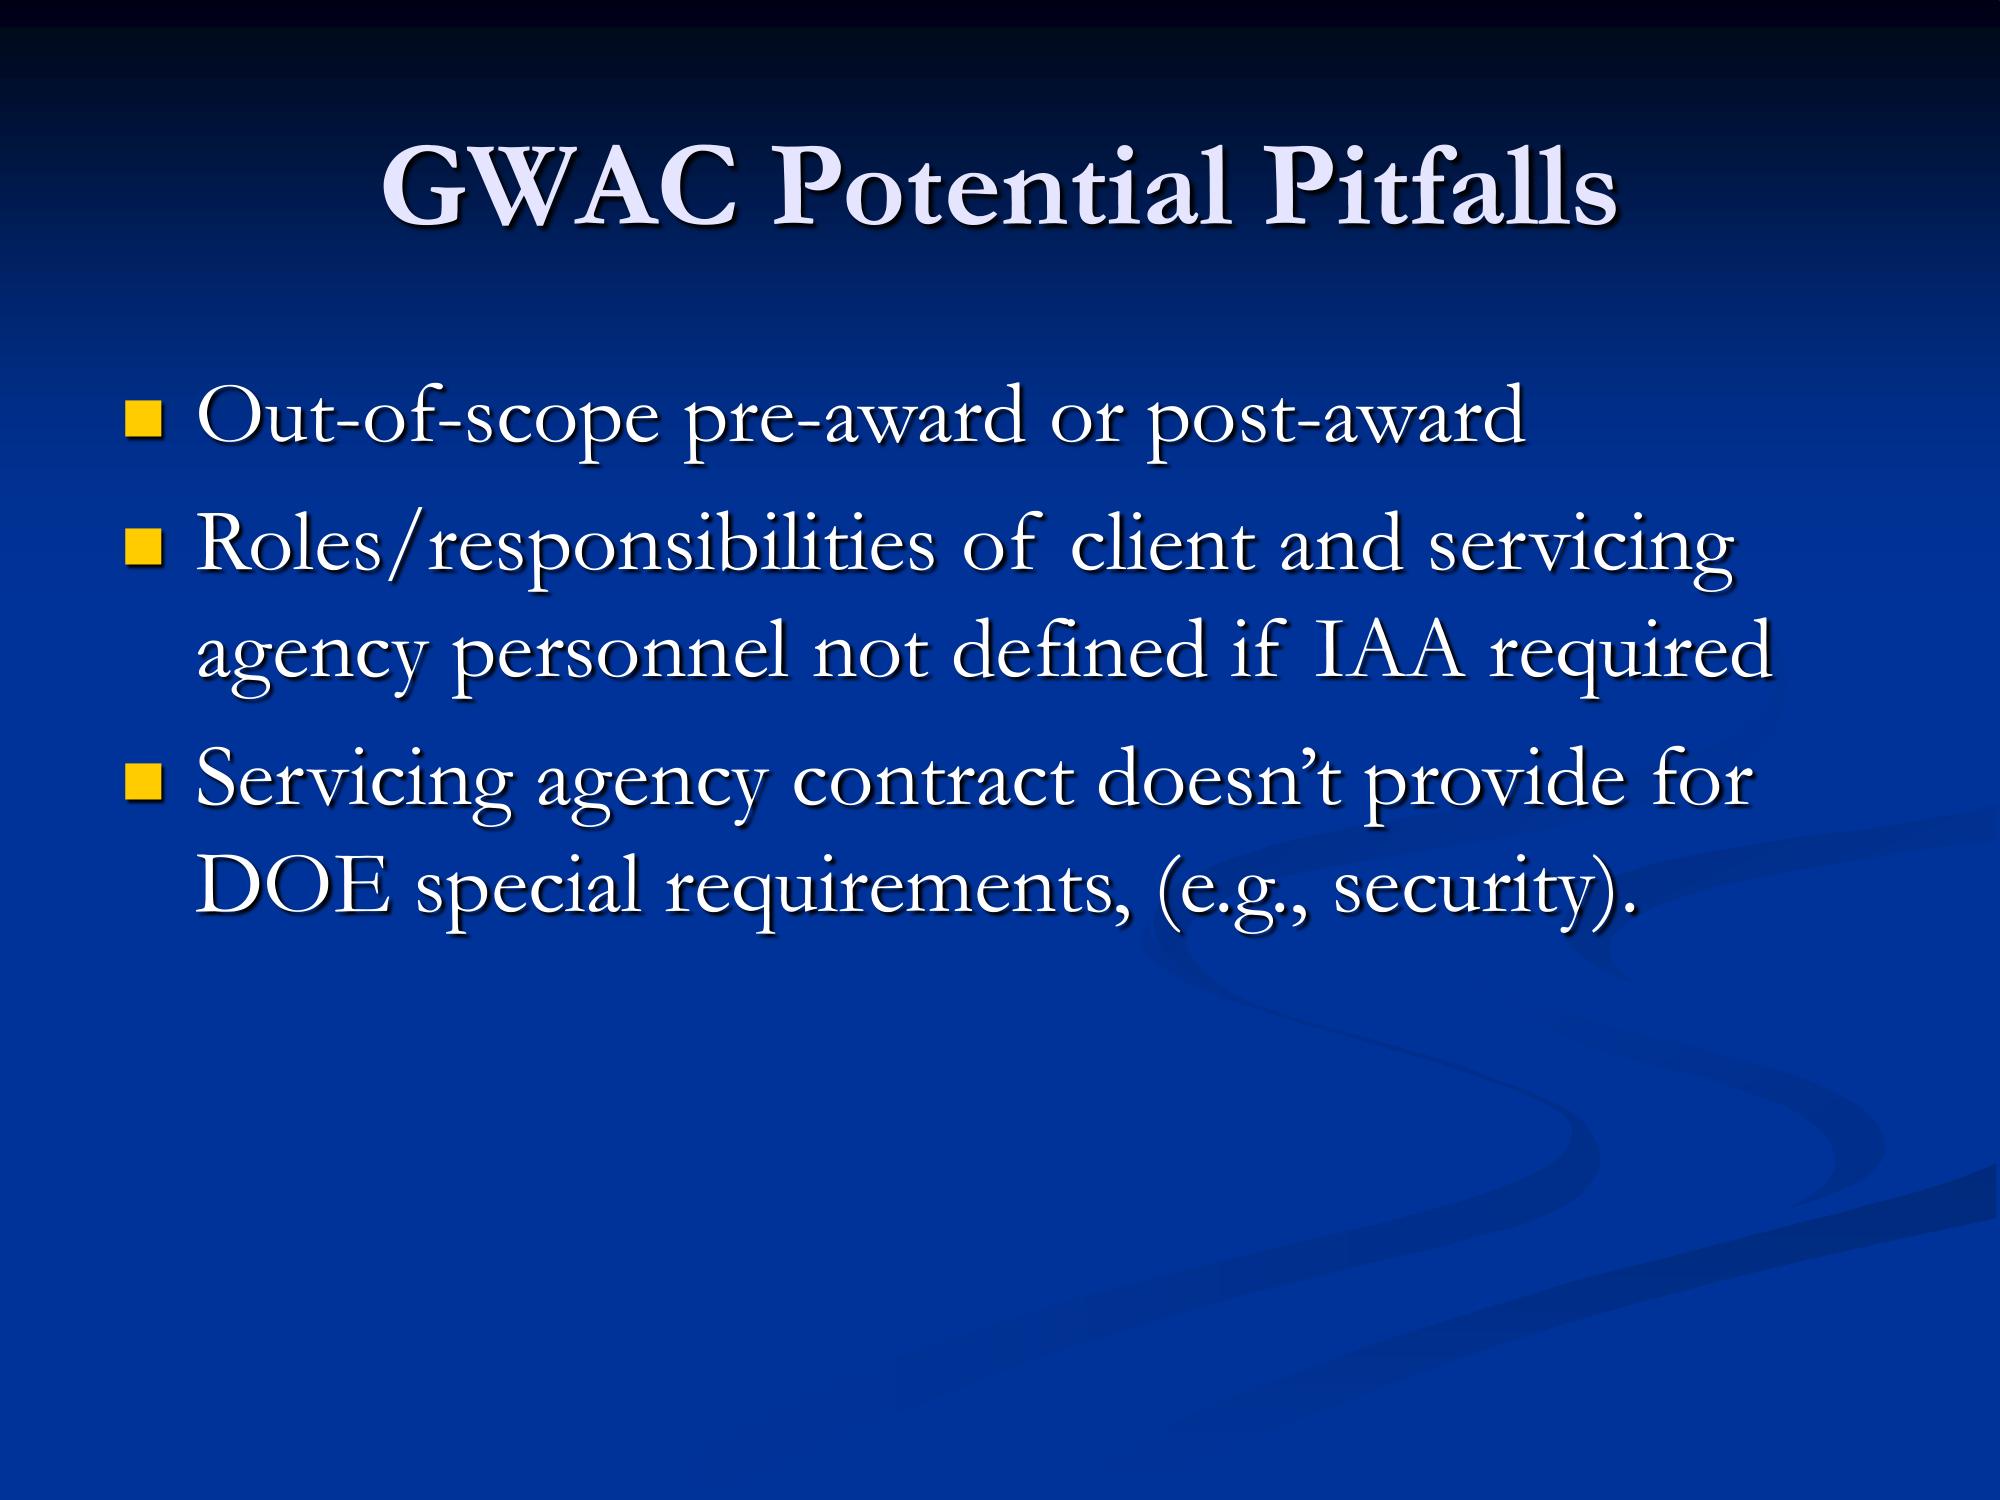 GWAC Potential Pitfalls
Out-of-scope pre-award or post-award
Roles/responsibilities of client and servicing
agency personnel not defined if IAA required
Servicing agency contract doesn’t provide for
DOE special requirements, (e.g., security).